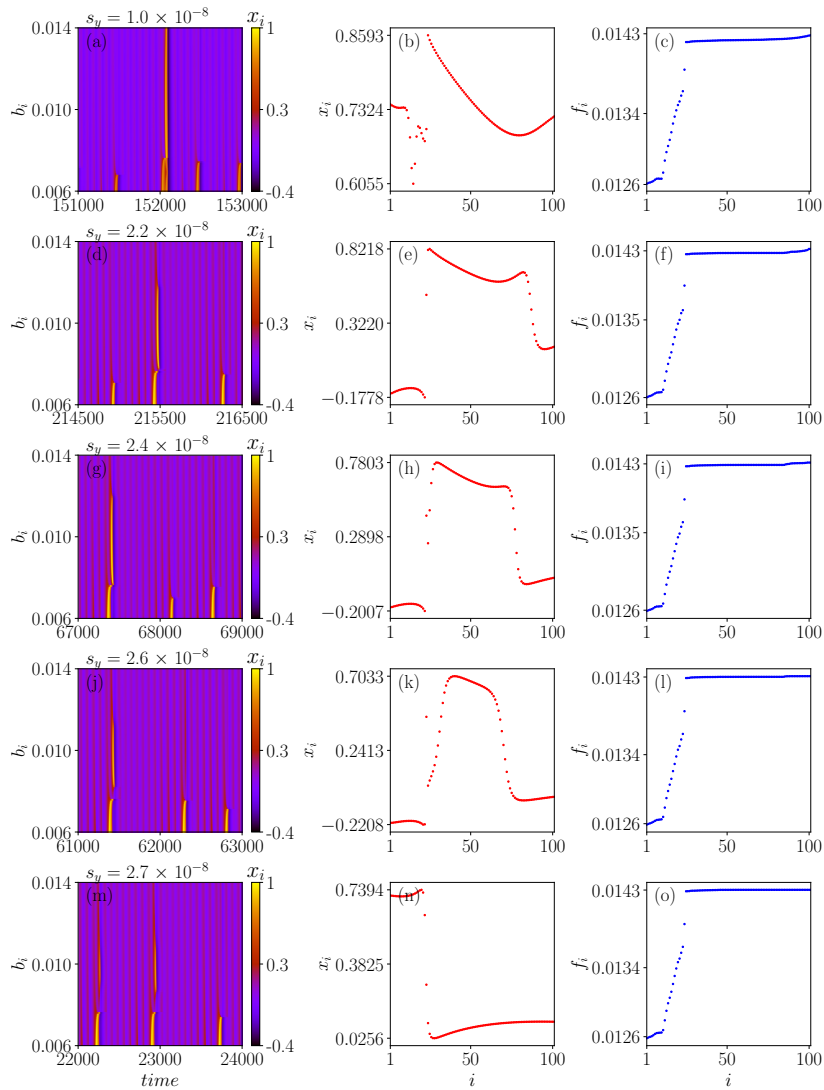 s_y = 1.0 × 10⁻⁸ x_i
0.014 (a) 1 0.8593 (b) 0.0143 (c)
b_i 0.010 0.3 x_i 0.7324 f_i 0.0134
0.006 -0.4 0.6055 0.0126
151000 152000 153000 1 50 100 1 50 100
s_y = 2.2 × 10⁻⁸ x_i
0.014 (d) 1 0.8218 (e) 0.0143 (f)
b_i 0.010 0.3 x_i 0.3220 f_i 0.0135
0.006 -0.4 −0.1778 0.0126
214500 215500 216500 1 50 100 1 50 100
s_y = 2.4 × 10⁻⁸ x_i
0.014 (g) 1 0.7803 (h) 0.0143 (i)
b_i 0.010 0.3 x_i 0.2898 f_i 0.0135
0.006 -0.4 −0.2007 0.0126
67000 68000 69000 1 50 100 1 50 100
s_y = 2.6 × 10⁻⁸ x_i
0.014 (j) 1 0.7033 (k) 0.0143 (l)
b_i 0.010 0.3 x_i 0.2413 f_i 0.0134
0.006 -0.4 −0.2208 0.0126
61000 62000 63000 1 50 100 1 50 100
s_y = 2.7 × 10⁻⁸ x_i
0.014 (m) 1 0.7394 (n) 0.0143 (o)
b_i 0.010 0.3 x_i 0.3825 f_i 0.0134
0.006 -0.4 0.0256 0.0126
22000 23000 24000 1 50 100 1 50 100
time i i